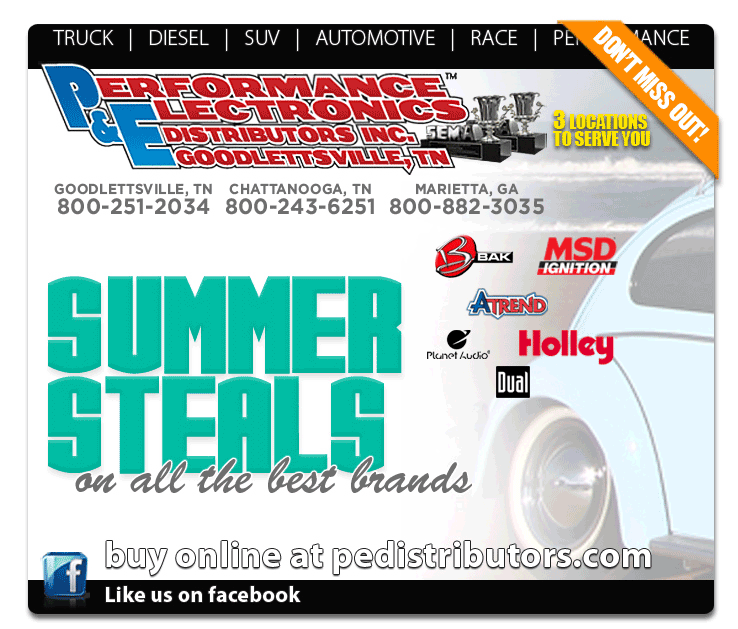 TRUCK | DIESEL | SUV | AUTOMOTIVE | RACE |
DON'T MISS OUT!
PERFORMANCE™
& ELECTRONICS
DISTRIBUTORS INC.
GOODLETTSVILLE, TN
SEMA
3 LOCATIONS
TO SERVE YOU
GOODLETTSVILLE, TN CHATTANOOGA, TN MARIETTA, GA
800-251-2034 800-243-6251 800-882-3035
B BAK
MSD
IGNITION
ATREND
Planet Audio®
Holley
Dual
SUMMER
STEALS
on all the best brands
buy online at pedistributors.com
f
Like us on facebook